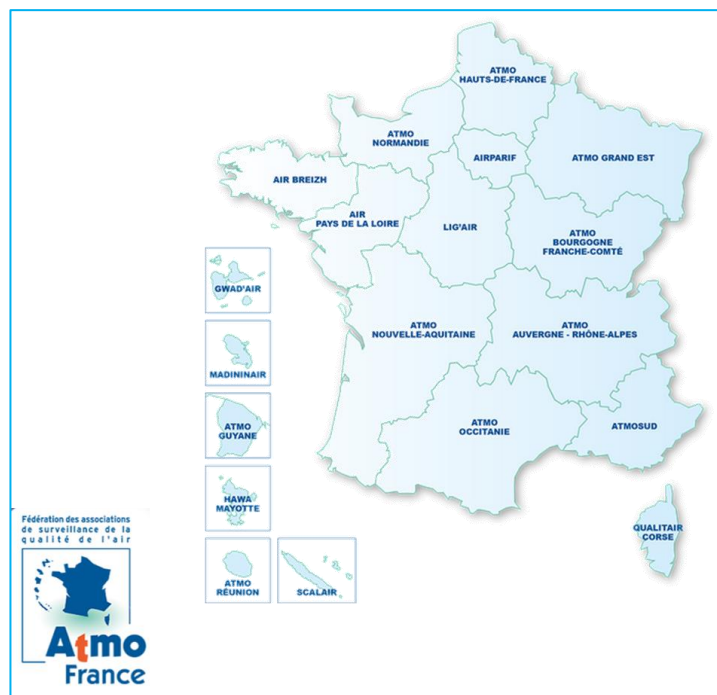 ATMO
HAUTS-DE-FRANCE
ATMO
NORMANDIE
AIRPARIF
ATMO GRAND EST
AIR BREIZH
AIR
PAYS DE LA LOIRE
LIG'AIR
ATMO
BOURGOGNE
FRANCHE-COMTÉ
GWAD'AIR
ATMO
NOUVELLE-AQUITAINE
ATMO
AUVERGNE - RHÔNE-ALPES
MADININAIR
ATMO
GUYANE
ATMO
OCCITANIE
ATMOSUD
HAWA
MAYOTTE
QUALITAIR
CORSE
ATMO
RÉUNION
SCALAIR
Fédération des associations
de surveillance de la
qualité de l'air
Atmo
France